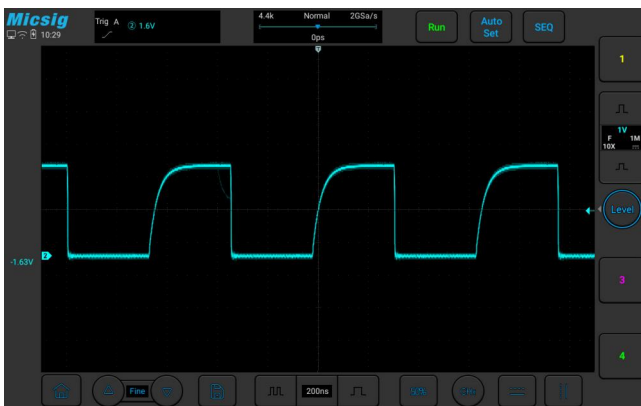 Micsig
10:29
Trig A ② 1.6V
4.4k Normal 2GSa/s
0ps
Run
Auto
Set
SEQ
1
1V
F 1M
10X
Level
-1.63V
2
3
4
Fine
200ns
50%